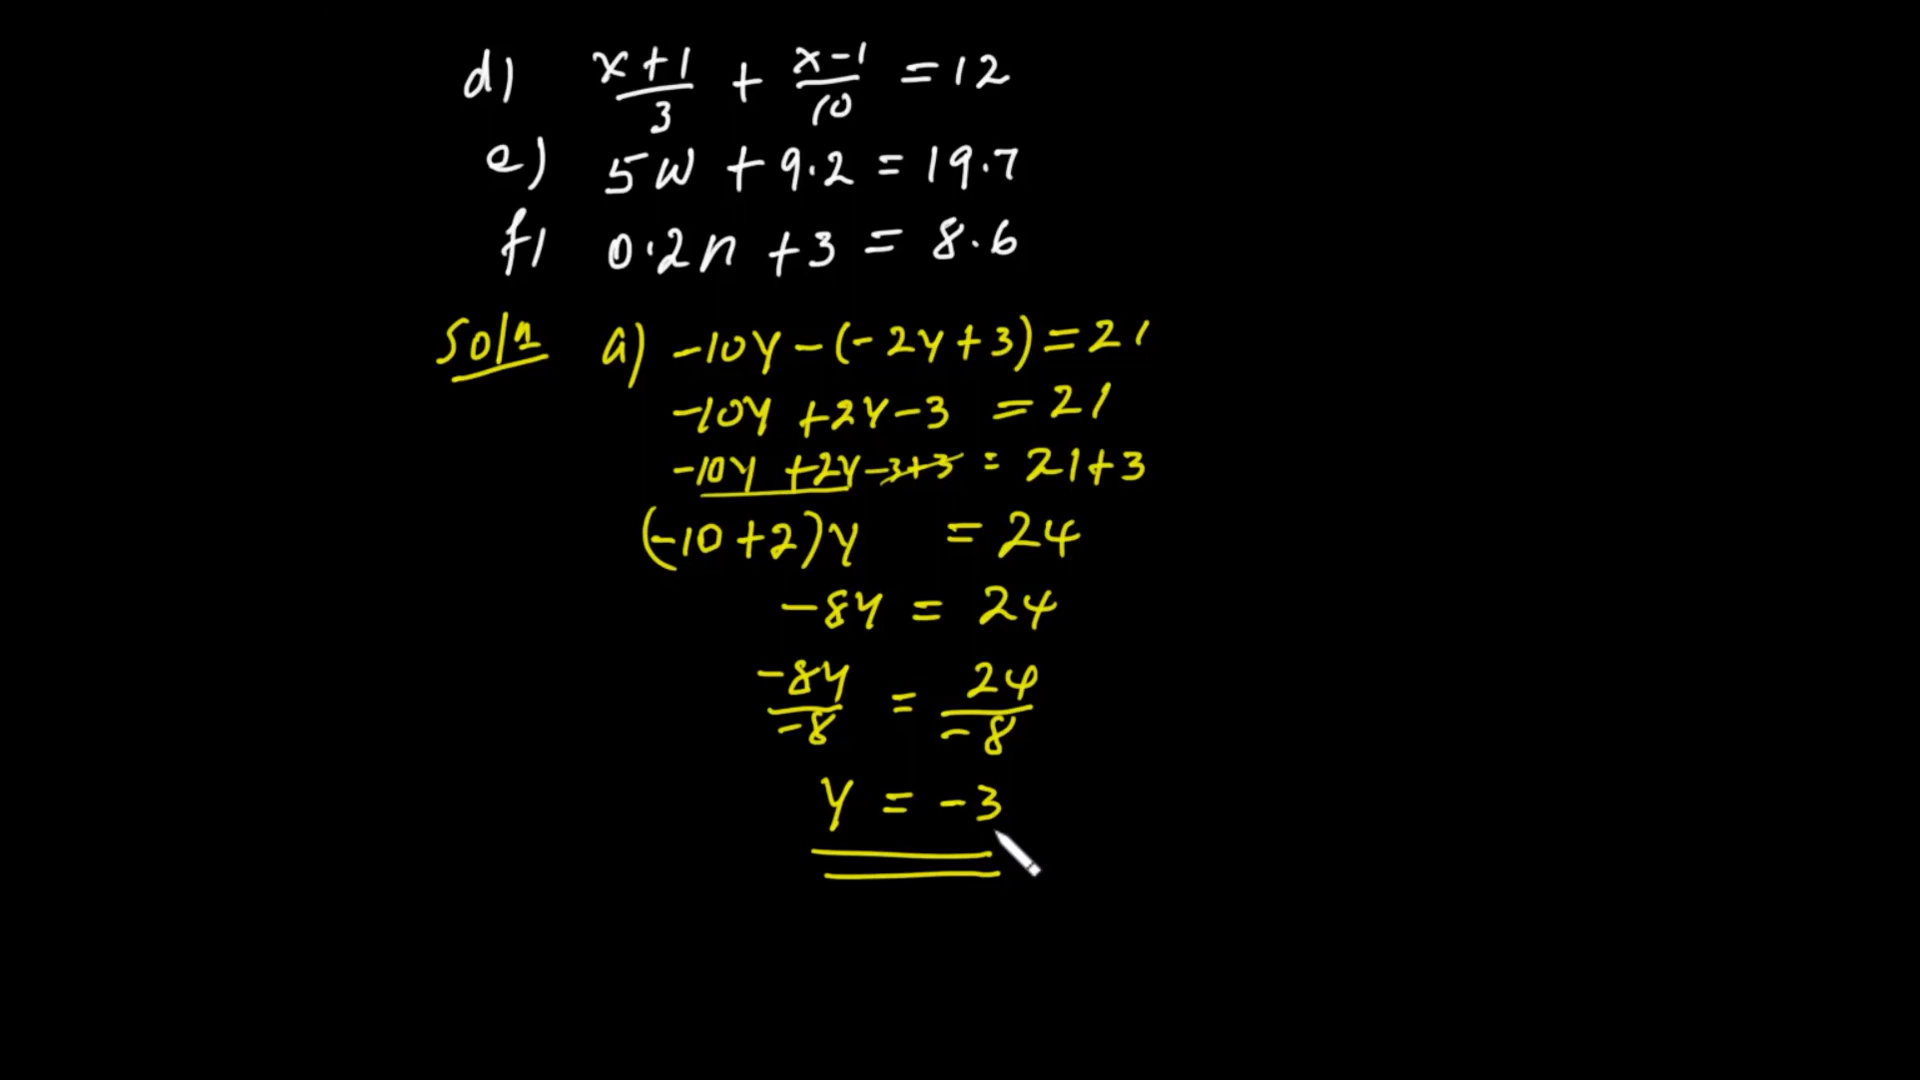 d) x+1/3 + x-1/10 = 12
e) 5w + 9.2 = 19.7
f) 0.2n + 3 = 8.6
Soln a) -10y - (-2y + 3) = 21
-10y + 2y - 3 = 21
-10y + 2y - 3 + 3 = 21 + 3
(-10 + 2)y = 24
-8y = 24
-8y/-8 = 24/-8
y = -3